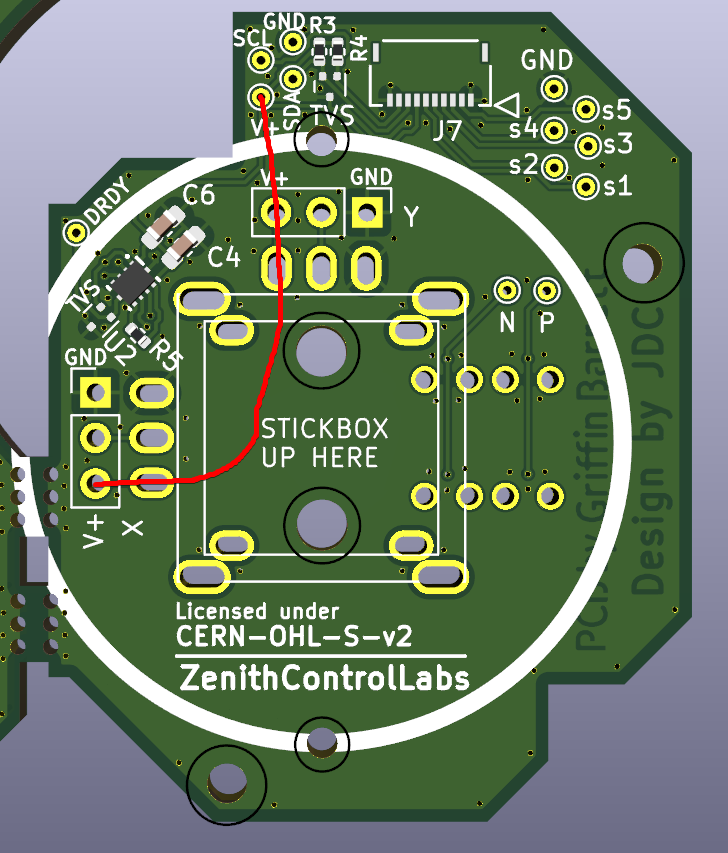 GND
R3
SCL
R4
GND
SDA
V+
TVS
J7
s5
s4
s3
s2
s1
V+
GND
Y
DRDY
C6
C4
TVS
U2
R5
N P
GND
STICKBOX
UP HERE
V+
X
PCB by Griffin Barrett
Design by JDC
Licensed under
CERN-OHL-S-v2
ZenithControlLabs